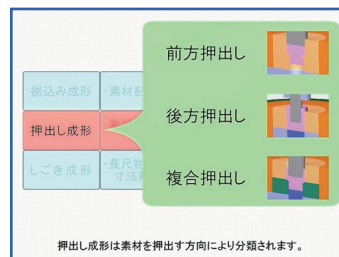 前方押出し
後方押出し
複合押出し
据込み成形
・素材を
押出し成形
しごき成形
・長尺物
寸法
押出し成形は素材を押出す方向により分類されます。